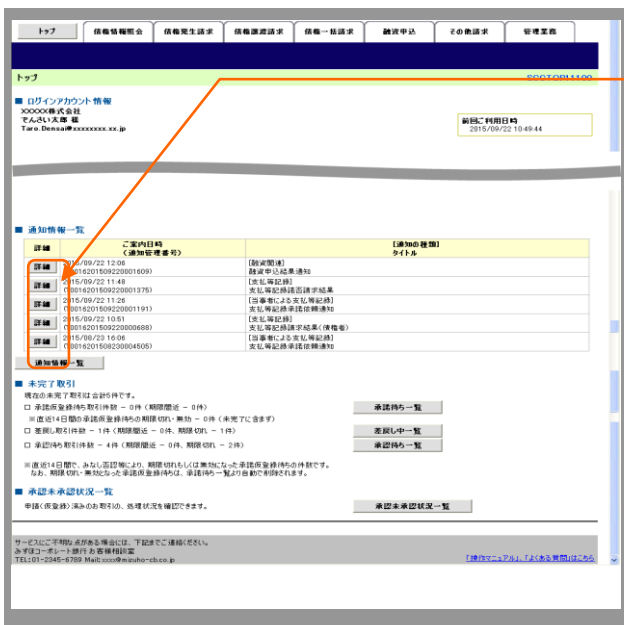 トップ 債権情報照会 債権発生請求 債権譲渡請求 債権一括請求 融資申込 その他請求 管理業務
トップ
■ ログインアカウント情報
XXXXX株式会社
でんさい太郎 様
Taro.Densai@xxxxxxxx.xx.jp
前回ご利用日時
2015/09/22 10:49:44
■ 通知情報一覧
詳細 ご案内日時 [通知の種類]
(通知管理番号) タイトル
詳細 2015/09/22 12:06 [融資関連]
融資申込結果通知
詳細 2015/09/22 11:48 [支払等記録]
支払等記録諾否請求結果
詳細 2015/09/22 11:26 [当事者による支払等記録]
支払等記録承諾依頼通知
詳細 2015/09/22 10:51 [支払等記録]
支払等記録請求結果(債権者)
詳細 2015/08/23 16:06 [当事者による支払等記録]
支払等記録承諾依頼通知
通知情報一覧
■ 未完了取引
現在の未完了取引は合計5件です。
□ 承諾仮登録待ち取引件数 - 0件 (期限間近 - 0件) 承諾待ち一覧
※直近14日間の承諾仮登録待ちの期限切れ・無効 - 0件 (未完了に含まず)
□ 差戻し取引件数 - 1件 (期限間近 - 0件、期限切れ - 1件) 差戻し中一覧
□ 承認待ち取引件数 - 4件 (期限間近 - 0件、期限切れ - 2件) 承認待ち一覧
※直近14日間で、みなし否認等により、期限切れもしくは無効になった承諾仮登録待ちの件数です。
なお、期限切れ・無効となった承諾仮登録待ちは、承諾待ち一覧より自動で削除されます。
■ 承認未承認状況一覧
申請(仮登録)済みのお取引の、処理状況を確認できます。 承認未承認状況一覧
サービスにご不明な点がある場合には、下記までご連絡ください。
みずほコーポレート銀行 お客様相談室
TEL:01-2345-6789 Mail:xxxx@mizuho-cb.co.jp 「操作マニュアル」、「よくある質問」はこちら